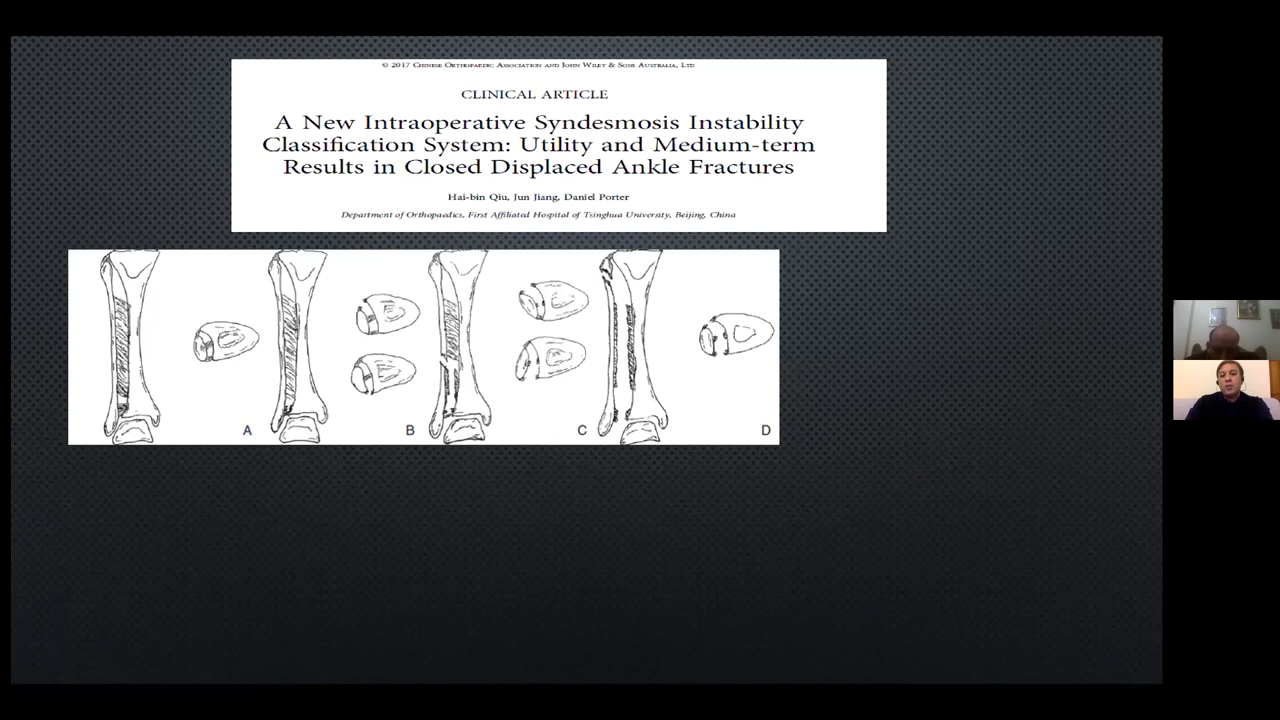 © 2017 Chinese Orthopaedic Association and John Wiley & Sons Australia, Ltd
CLINICAL ARTICLE
A New Intraoperative Syndesmosis Instability
Classification System: Utility and Medium-term
Results in Closed Displaced Ankle Fractures
Hai-bin Qiu, Jun Jiang, Daniel Porter
Department of Orthopaedics, First Affiliated Hospital of Tsinghua University, Beijing, China
A B C D